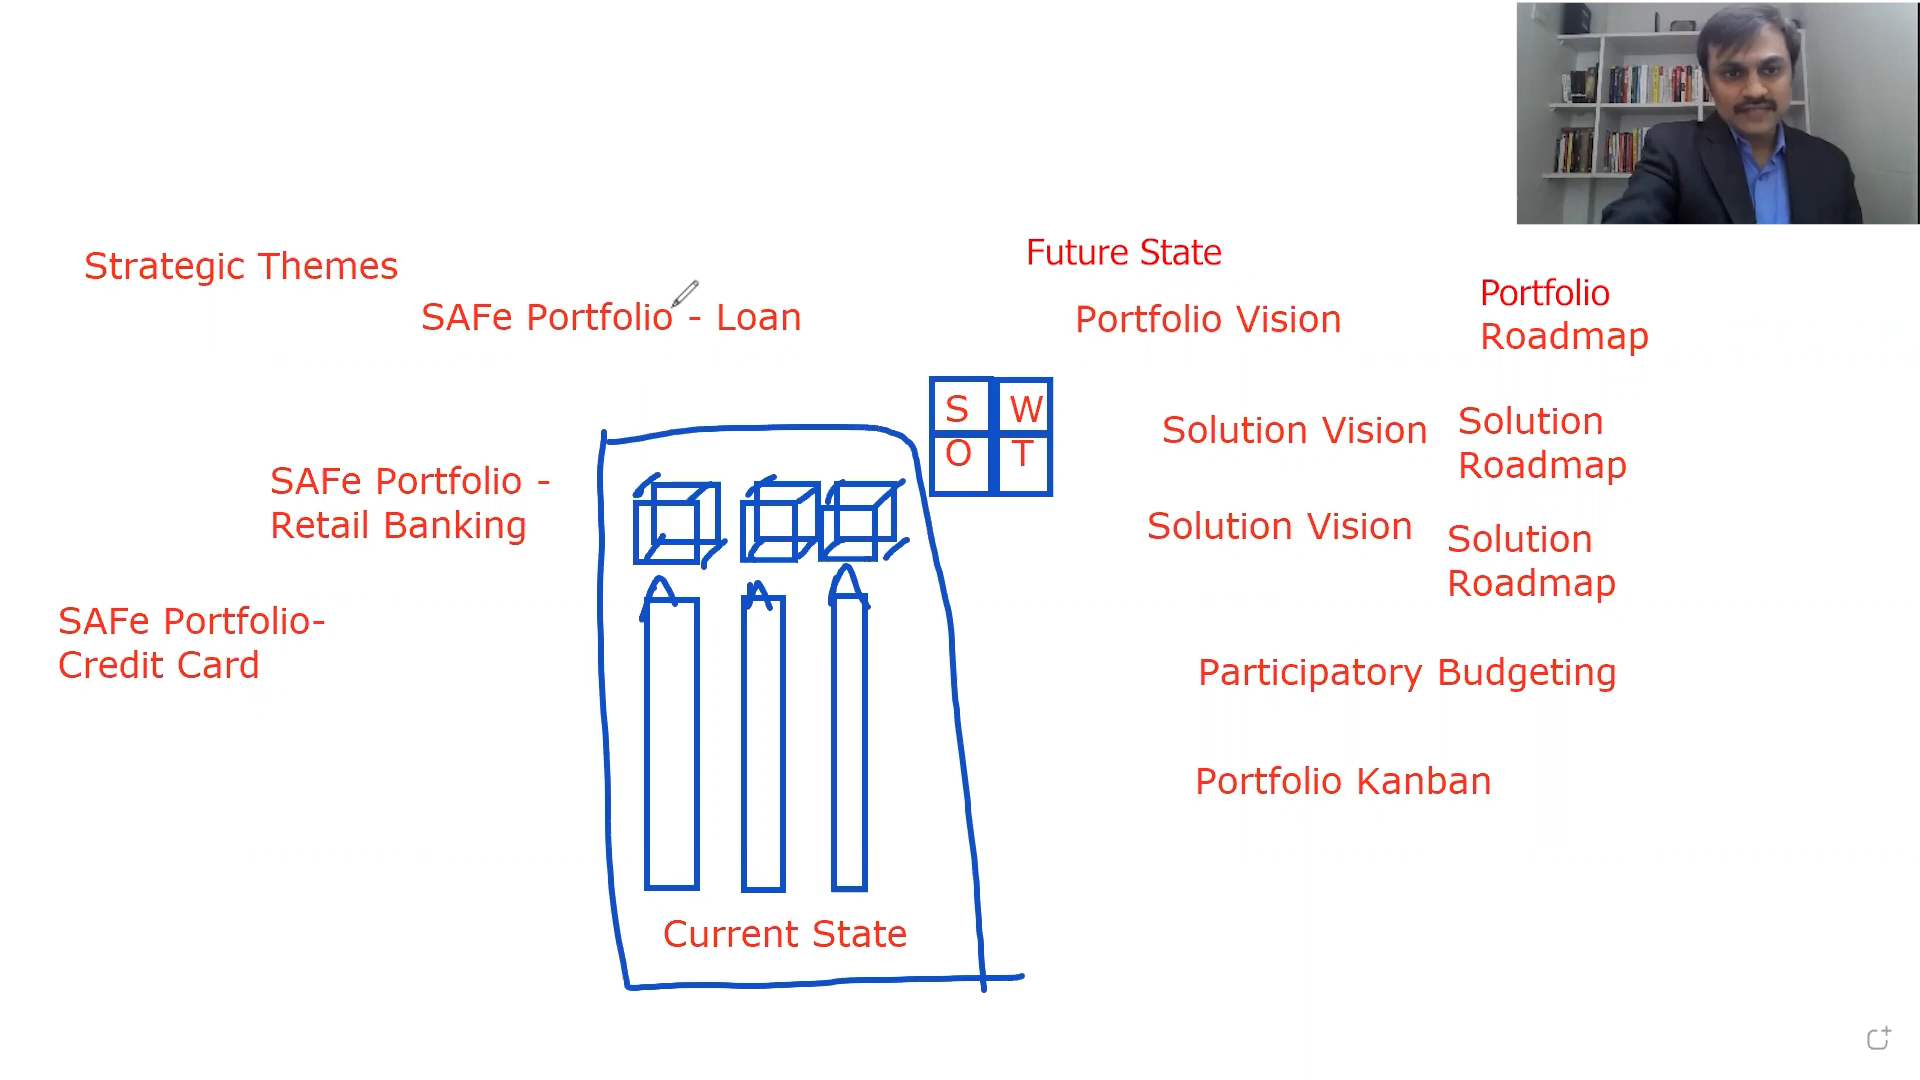 Strategic Themes
SAFe Portfolio - Loan
Future State
Portfolio Vision
Portfolio
Roadmap
S W
O T
Solution Vision
Solution
Roadmap
SAFe Portfolio -
Retail Banking
Solution Vision
Solution
Roadmap
SAFe Portfolio-
Credit Card
Participatory Budgeting
Portfolio Kanban
Current State